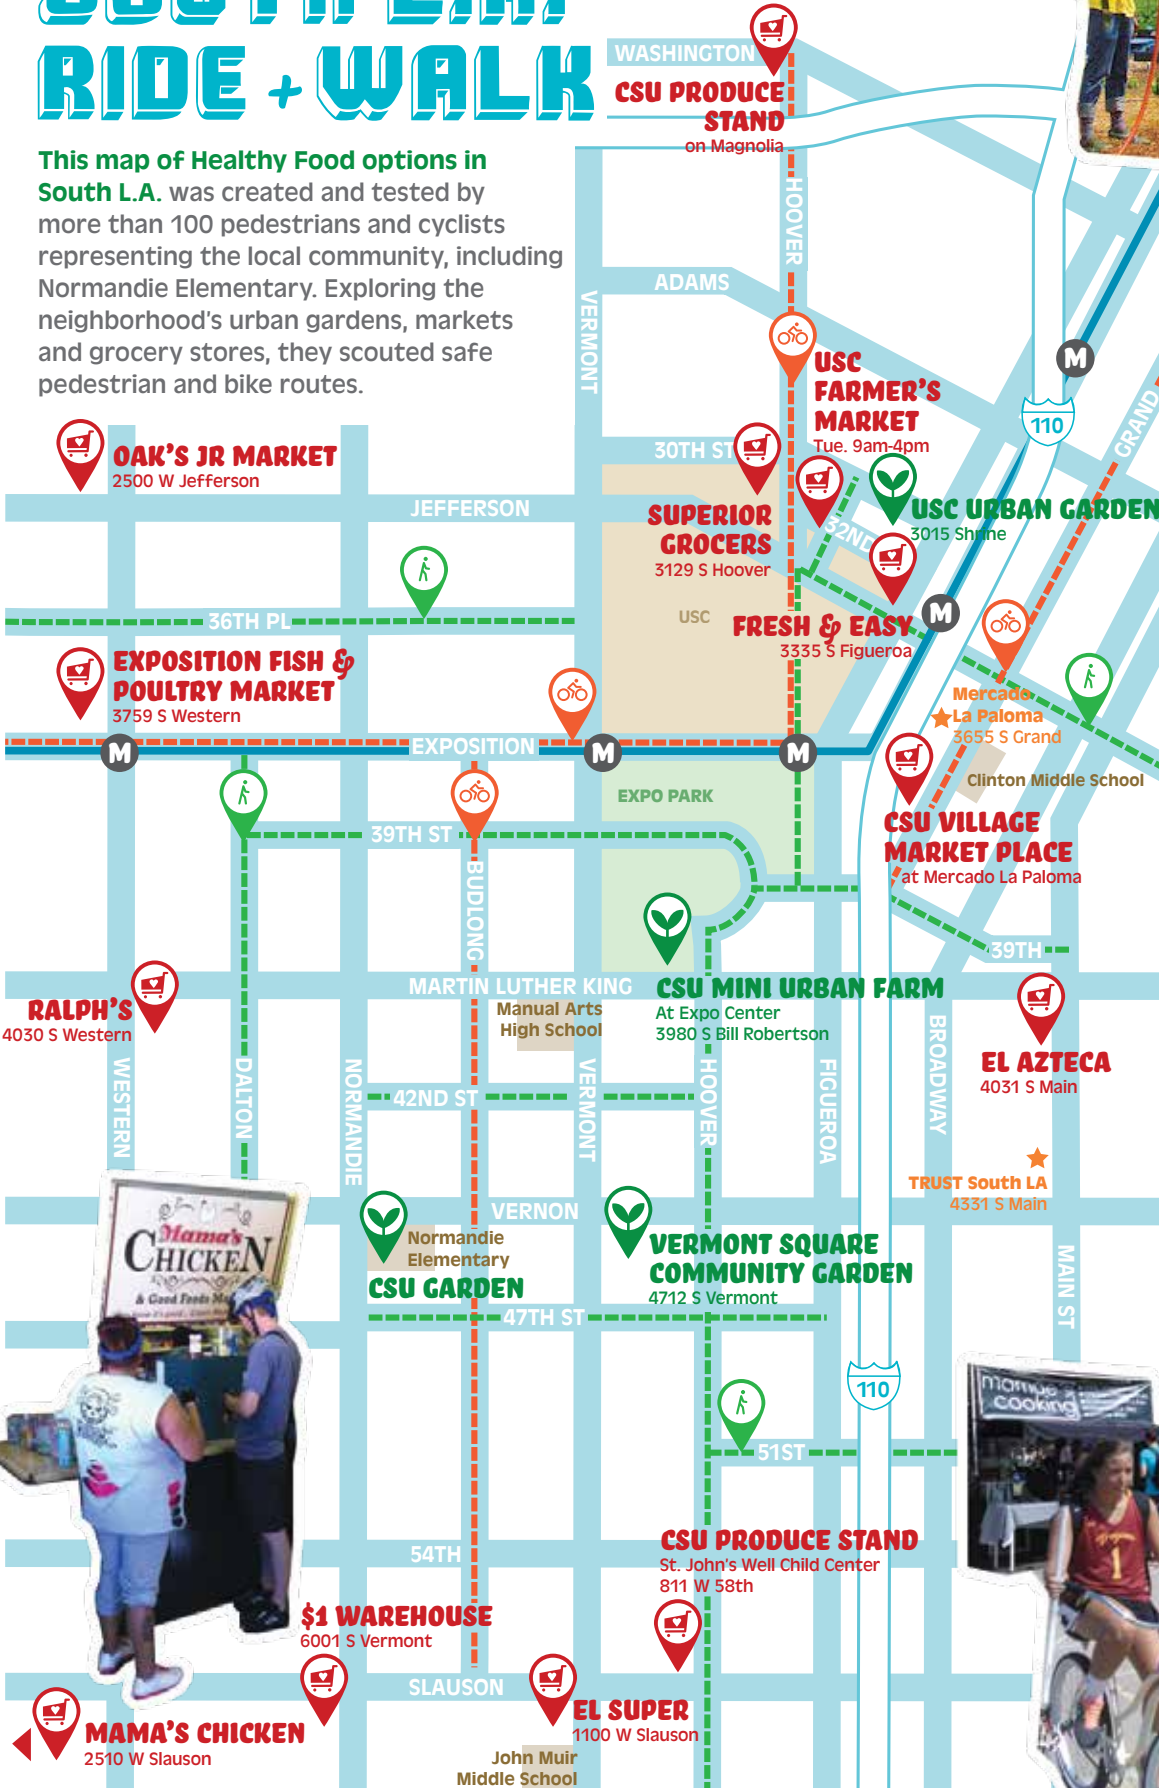 RIDE + WALK
This map of Healthy Food options in
South L.A. was created and tested by
more than 100 pedestrians and cyclists
representing the local community, including
Normandie Elementary. Exploring the
neighborhood's urban gardens, markets
and grocery stores, they scouted safe
pedestrian and bike routes.
WASHINGTON
CSU PRODUCE
STAND
on Magnolia
HOOVER
ADAMS
VERMONT
M
USC
FARMER'S
MARKET
Tue. 9am-4pm
110
GRAND
30TH ST
OAK'S JR MARKET
2500 W Jefferson
JEFFERSON
SUPERIOR
GROCERS
3129 S Hoover
32ND
USC URBAN GARDEN
3015 Shrine
36TH PL
USC
FRESH & EASY
3335 S Figueroa
M
EXPOSITION FISH &
POULTRY MARKET
3759 S Western
Mercado
La Paloma
3655 S Grand
M
EXPOSITION
M
M
Clinton Middle School
EXPO PARK
CSU VILLAGE
MARKET PLACE
at Mercado La Paloma
39TH ST
BUDLONG
39TH
MARTIN LUTHER KING
CSU MINI URBAN FARM
At Expo Center
3980 S Bill Robertson
Manual Arts
High School
RALPH'S
4030 S Western
EL AZTECA
4031 S Main
WESTERN
DALTON
NORMANDIE
VERMONT
HOOVER
FIGUEROA
BROADWAY
42ND ST
TRUST South LA
4331 S Main
VERNON
Normandie
Elementary
CSU GARDEN
VERMONT SQUARE
COMMUNITY GARDEN
4712 S Vermont
MAIN ST
47TH ST
Mama's
CHICKEN
& Good Foods
110
cooking
51ST
1
54TH
CSU PRODUCE STAND
St. John's Well Child Center
811 W 58th
$1 WAREHOUSE
6001 S Vermont
SLAUSON
EL SUPER
1100 W Slauson
MAMA'S CHICKEN
2510 W Slauson
John Muir
Middle School